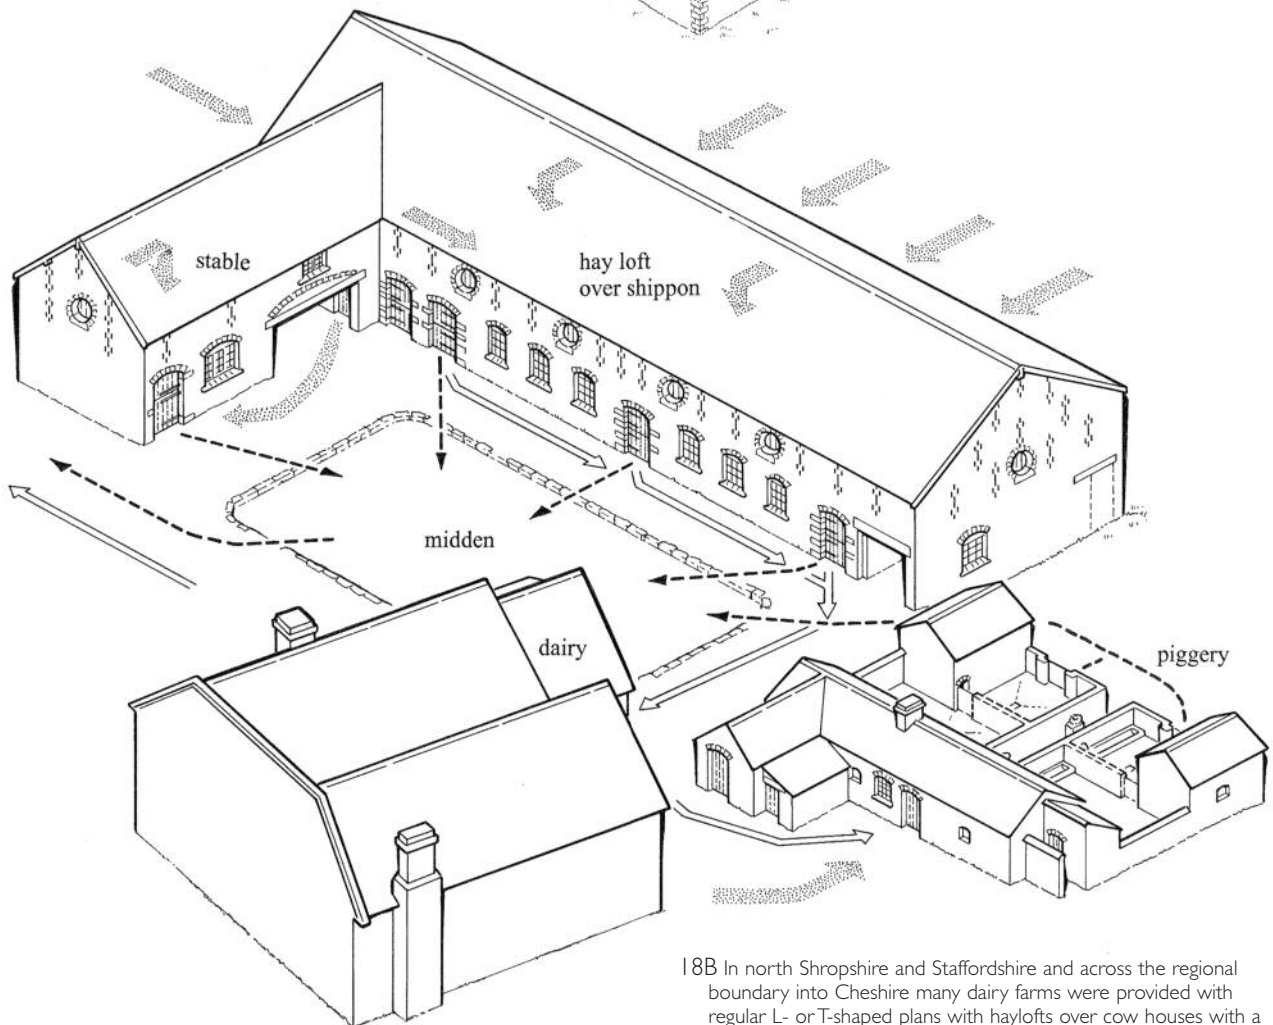 stable
hay loft
over shippon
midden
dairy
piggery
18B In north Shropshire and Staffordshire and across the regional
boundary into Cheshire many dairy farms were provided with
regular L- or T-shaped plans with haylofts over cow houses with a